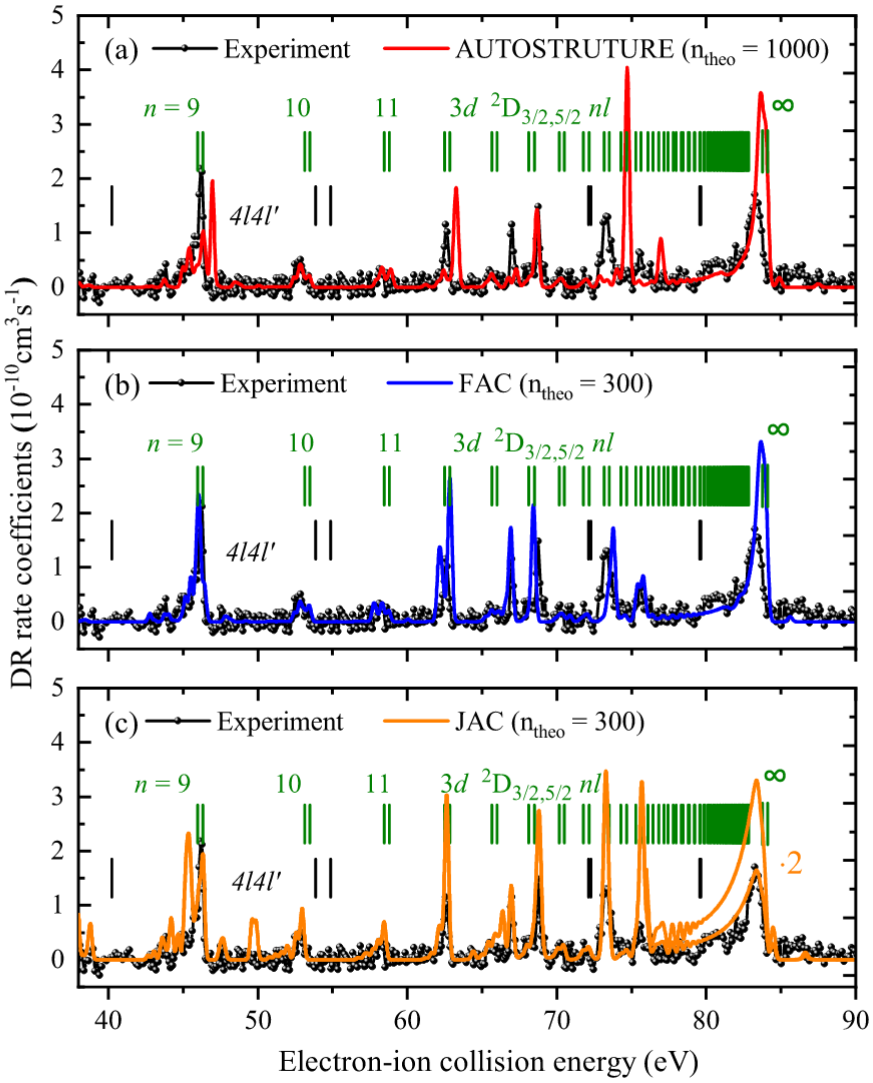 (a) Experiment AUTOSTRUTURE (n_theo = 1000)
n = 9 10 11 3d ²D₃/₂,₅/₂ nl ∞
4l4l'
5
4
3
2
1
0
(b) Experiment FAC (n_theo = 300)
n = 9 10 11 3d ²D₃/₂,₅/₂ nl ∞
4l4l'
5
4
3
2
1
0
DR rate coefficients (10⁻¹⁰cm³s⁻¹)
(c) Experiment JAC (n_theo = 300)
n = 9 10 11 3d ²D₃/₂,₅/₂ nl ∞
4l4l' ·2
5
4
3
2
1
0
40 50 60 70 80 90
Electron-ion collision energy (eV)